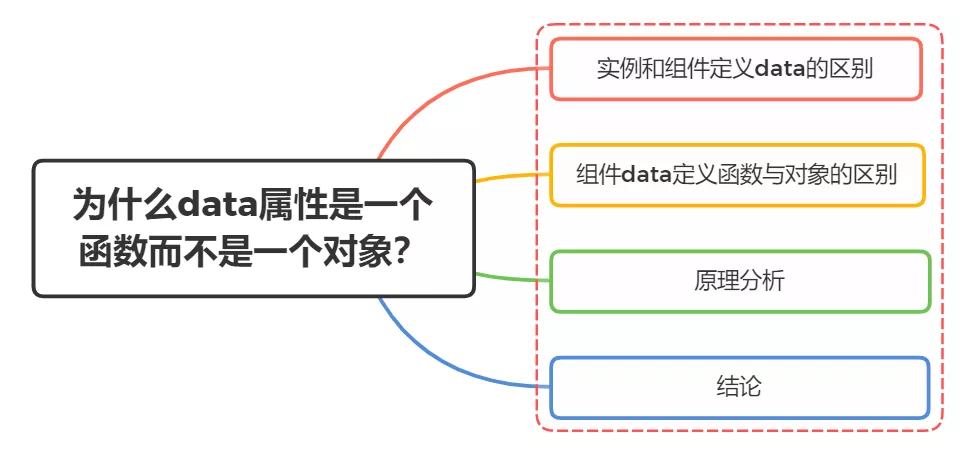 为什么data属性是一个
函数而不是一个对象？
实例和组件定义data的区别
组件data定义函数与对象的区别
原理分析
结论